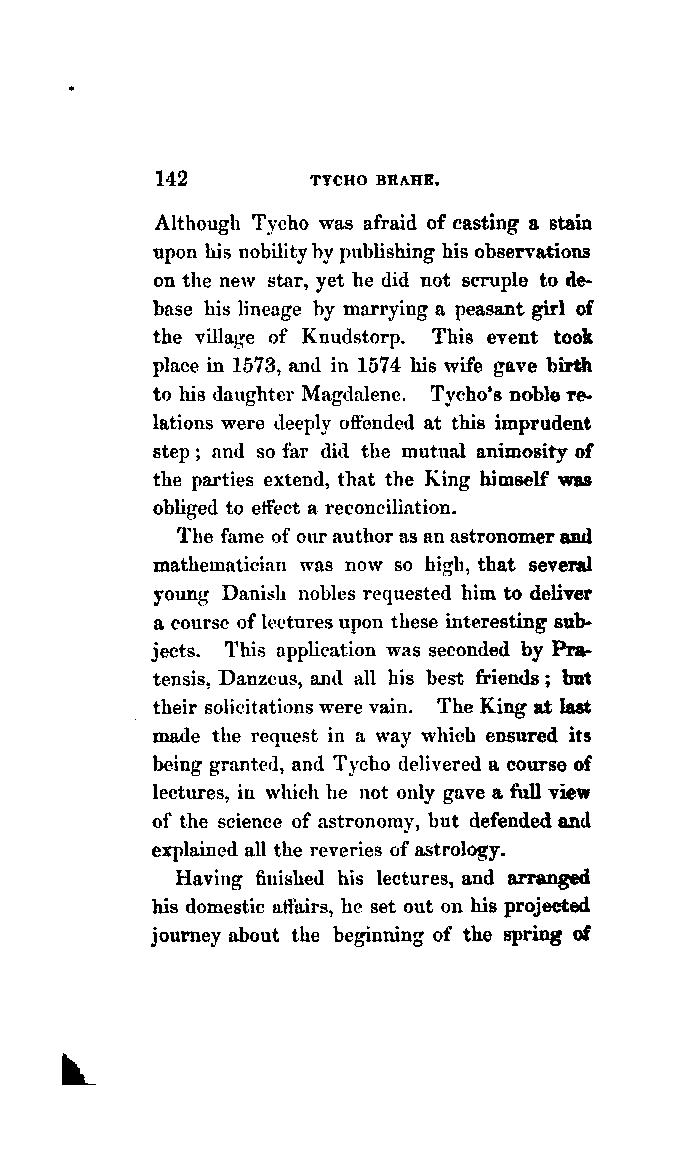 142 TYCHO BRAHE.
Although Tycho was afraid of casting a stain
upon his nobility by publishing his observations
on the new star, yet he did not scruple to de-
base his lineage by marrying a peasant girl of
the village of Knudstorp. This event took
place in 1573, and in 1574 his wife gave birth
to his daughter Magdalene. Tycho's noble re-
lations were deeply offended at this imprudent
step; and so far did the mutual animosity of
the parties extend, that the King himself was
obliged to effect a reconciliation.
The fame of our author as an astronomer and
mathematician was now so high, that several
young Danish nobles requested him to deliver
a course of lectures upon these interesting sub-
jects. This application was seconded by Pra-
tensis, Danzeus, and all his best friends; but
their solicitations were vain. The King at last
made the request in a way which ensured its
being granted, and Tycho delivered a course of
lectures, in which he not only gave a full view
of the science of astronomy, but defended and
explained all the reveries of astrology.
Having finished his lectures, and arranged
his domestic affairs, he set out on his projected
journey about the beginning of the spring of